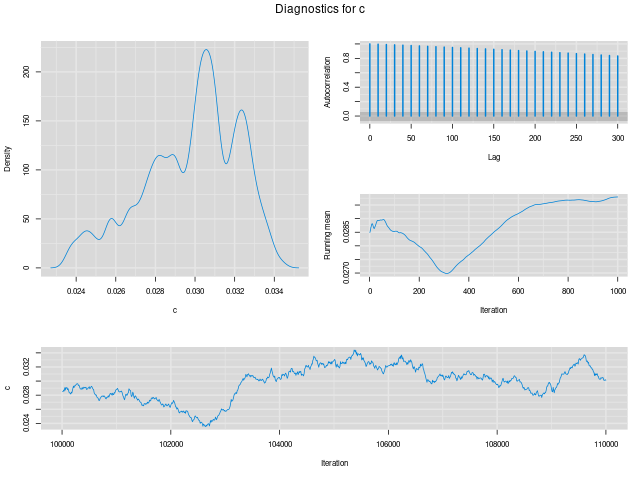 Diagnostics for c
Density
0 50 100 150 200
0.024 0.026 0.028 0.030 0.032 0.034
c
Autocorrelation
0.0 0.4 0.8
0 50 100 150 200 250 300
Lag
Running mean
0.0270 0.0285
0 200 400 600 800 1000
Iteration
c
0.024 0.028 0.032
100000 102000 104000 106000 108000 110000
Iteration